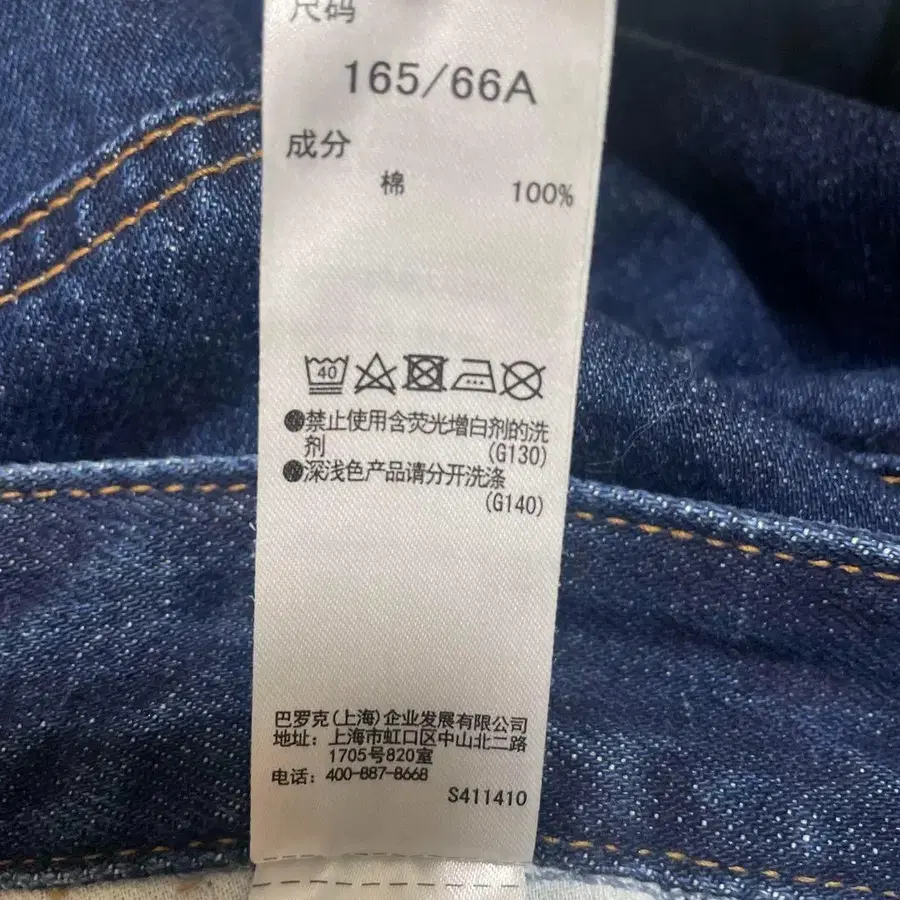 尺码
165/66A
成分
棉 100%
40
●禁止使用含荧光增白剂的洗
剂 (G130)
●深浅色产品请分开洗涤
(G140)
巴罗克(上海)企业发展有限公司
地址：上海市虹口区中山北二路
1705号820室
电话：400-887-8668
S411410